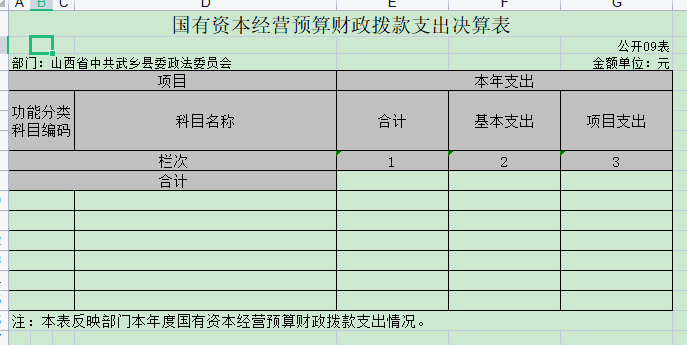 A B C D E F G
国有资本经营预算财政拨款支出决算表
公开09表
部门：山西省中共武乡县委政法委员会 金额单位：元
项目 本年支出
功能分类科目编码 科目名称 合计 基本支出 项目支出
栏次 1 2 3
合计
注：本表反映部门本年度国有资本经营预算财政拨款支出情况。